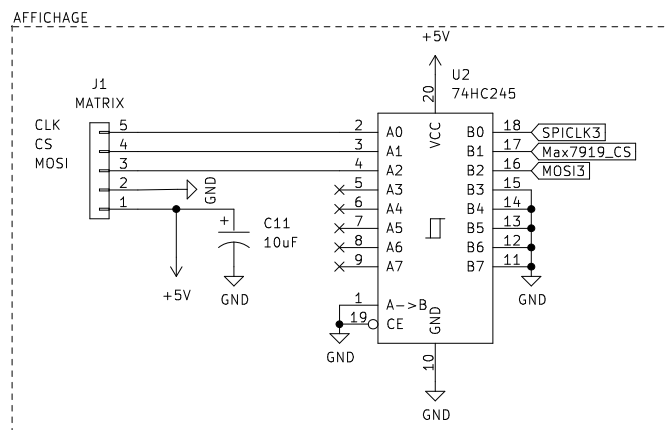 AFFICHAGE
+5V
J1
MATRIX
U2
74HC245
20
VCC
CLK 5 2 A0 B0 18 SPICLK3
CS 4 3 A1 B1 17 Max7919_CS
MOSI 3 4 A2 B2 16 MOSI3
2 GND 5 A3 B3 15
1 6 A4 B4 14
+ C11 7 A5 B5 13
10uF 8 A6 B6 12
9 A7 B7 11
+5V GND GND
1 A->B
19 CE
GND
GND
10
GND